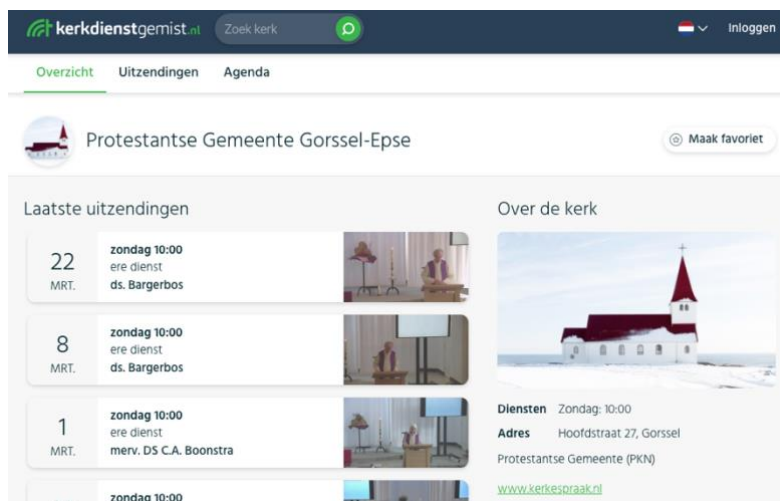 kerkdienstgemist.nl
Zoek kerk
Inloggen
Overzicht
Uitzendingen
Agenda
Protestantse Gemeente Gorssel-Epse
Maak favoriet
Laatste uitzendingen
22
MRT.
zondag 10:00
ere dienst
ds. Bargerbos
8
MRT.
zondag 10:00
ere dienst
ds. Bargerbos
1
MRT.
zondag 10:00
ere dienst
merv. DS C.A. Boonstra
zondag 10:00
Over de kerk
Diensten Zondag: 10:00
Adres Hoofdstraat 27, Gorssel
Protestantse Gemeente (PKN)
www.kerkespraak.nl